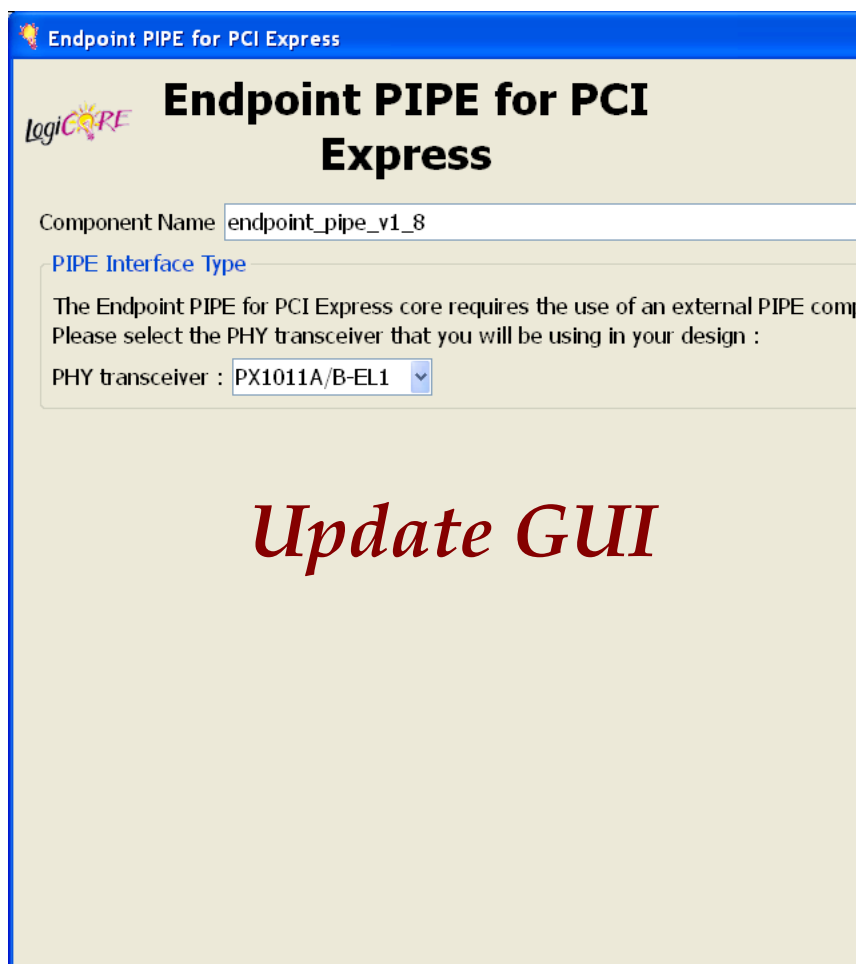 Endpoint PIPE for PCI Express
LogiCORE
Endpoint PIPE for PCI
Express
Component Name endpoint_pipe_v1_8
PIPE Interface Type
The Endpoint PIPE for PCI Express core requires the use of an external PIPE comp
Please select the PHY transceiver that you will be using in your design :
PHY transceiver : PX1011A/B-EL1
Update GUI